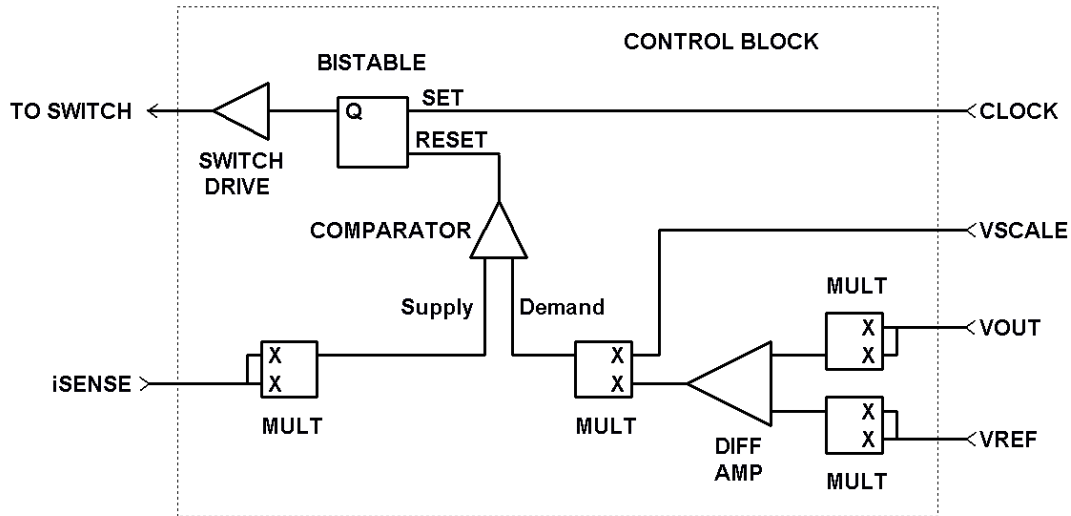 CONTROL BLOCK
BISTABLE
TO SWITCH
Q
SET
CLOCK
RESET
SWITCH
DRIVE
COMPARATOR
VSCALE
Supply
Demand
MULT
X
X
VOUT
iSENSE
X
X
MULT
X
X
MULT
DIFF
AMP
X
X
VREF
MULT